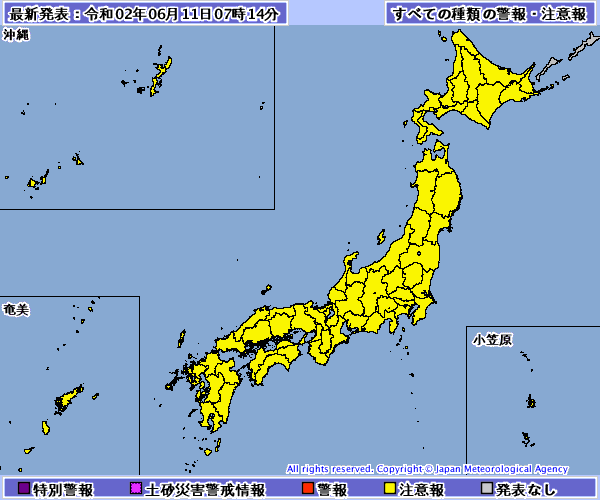 最新発表：令和02年06月11日07時14分
すべての種類の警報・注意報
沖縄
奄美
小笠原
All rights reserved. Copyright © Japan Meteorological Agency
特別警報
土砂災害警戒情報
警報
注意報
発表なし